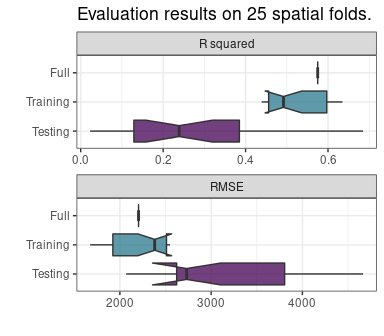 Evaluation results on 25 spatial folds.
R squared
Full
Training
Testing
0.0 0.2 0.4 0.6
RMSE
Full
Training
Testing
2000 3000 4000